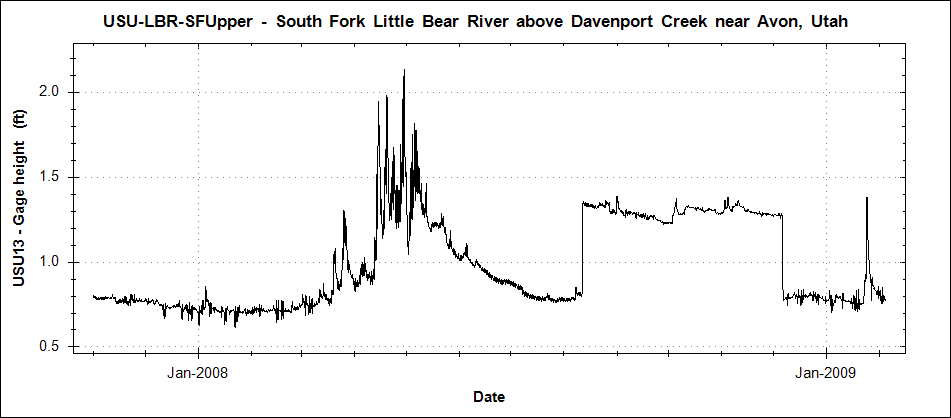 USU-LBR-SFUpper - South Fork Little Bear River above Davenport Creek near Avon, Utah
USU13 - Gage height (ft)
2.0
1.5
1.0
0.5
Jan-2008
Jan-2009
Date